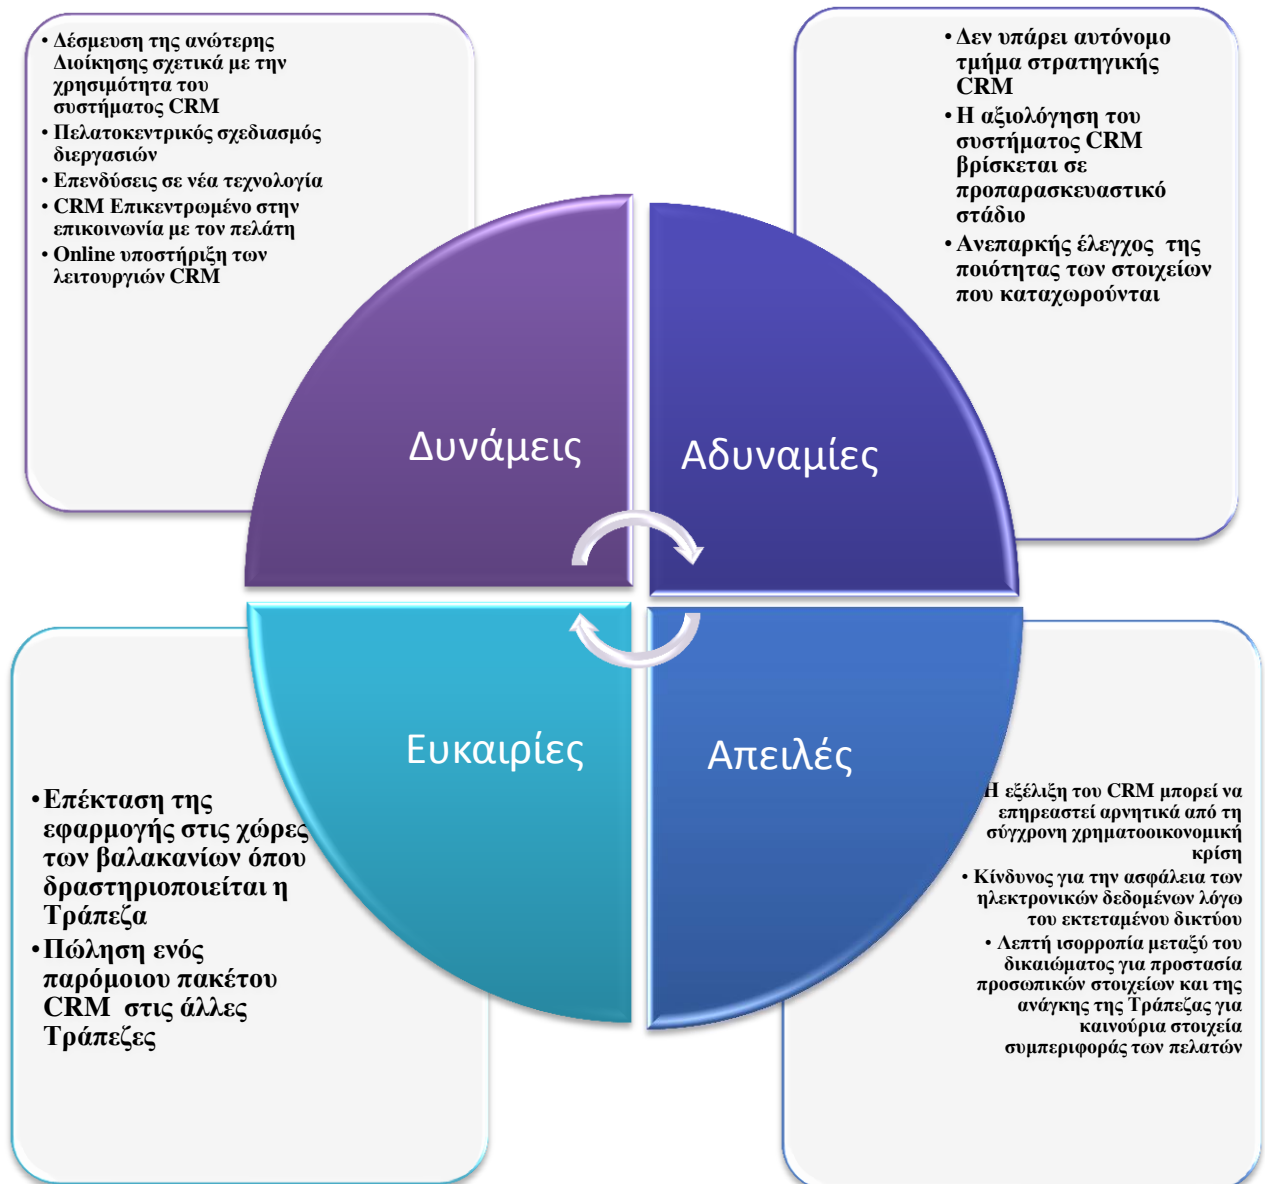 • Δέσμευση της ανώτερης
Διοίκησης σχετικά με την
χρησιμότητα του
συστήματος CRM
• Πελατοκεντρικός σχεδιασμός
διεργασιών
• Επενδύσεις σε νέα τεχνολογία
• CRM Επικεντρωμένο στην
επικοινωνία με τον πελάτη
• Online υποστήριξη των
λειτουργιών CRM
• Δεν υπάρει αυτόνομο
τμήμα στρατηγικής
CRM
• Η αξιολόγηση του
συστήματος CRM
βρίσκεται σε
προπαρασκευαστικό
στάδιο
• Ανεπαρκής έλεγχος της
ποιότητας των στοιχείων
που καταχωρούνται
Δυνάμεις
Αδυναμίες
Ευκαιρίες
Απειλές
• Επέκταση της
εφαρμογής στις χώρες
των βαλακανίων όπου
δραστηριοποιείται η
Τράπεζα
• Πώληση ενός
παρόμοιου πακέτου
CRM στις άλλες
Τράπεζες
Η εξέλιξη του CRM μπορεί να
επηρεαστεί αρνητικά από τη
σύγχρονη χρηματοοικονομική
κρίση
• Κίνδυνος για την ασφάλεια των
ηλεκτρονικών δεδομένων λόγω
του εκτεταμένου δικτύου
• Λεπτή ισορροπία μεταξύ του
δικαιώματος για προστασία
προσωπικών στοιχείων και της
ανάγκης της Τράπεζας για
καινούρια στοιχεία
συμπεριφοράς των πελατών